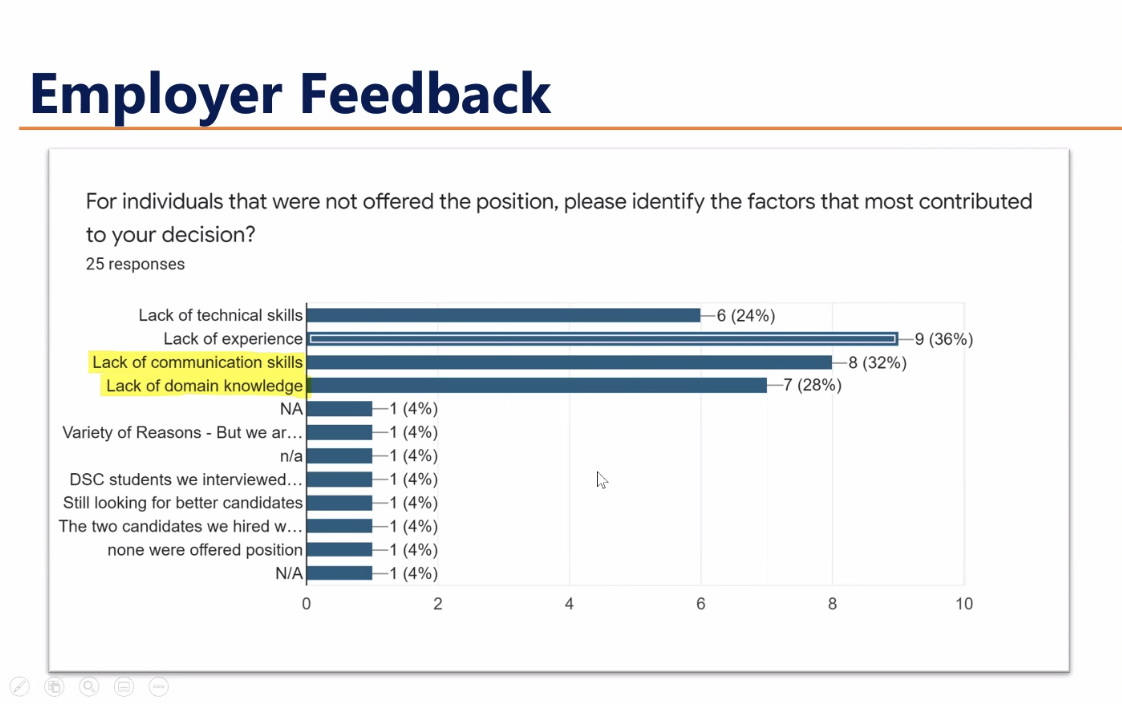 Employer Feedback
For individuals that were not offered the position, please identify the factors that most contributed
to your decision?
25 responses
Lack of technical skills 6 (24%)
Lack of experience 9 (36%)
Lack of communication skills 8 (32%)
Lack of domain knowledge 7 (28%)
NA 1 (4%)
Variety of Reasons - But we ar... 1 (4%)
n/a 1 (4%)
DSC students we interviewed... 1 (4%)
Still looking for better candidates 1 (4%)
The two candidates we hired w... 1 (4%)
none were offered position 1 (4%)
N/A 1 (4%)
0 2 4 6 8 10